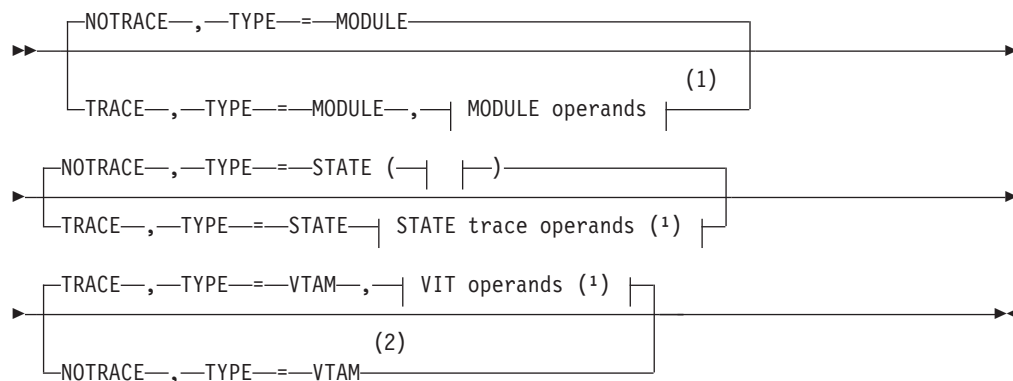 NOTRACE , TYPE = MODULE
(1)
TRACE , TYPE = MODULE , MODULE operands
NOTRACE , TYPE = STATE ( )
TRACE , TYPE = STATE STATE trace operands (¹)
TRACE , TYPE = VTAM , VIT operands (¹)
(2)
NOTRACE , TYPE = VTAM